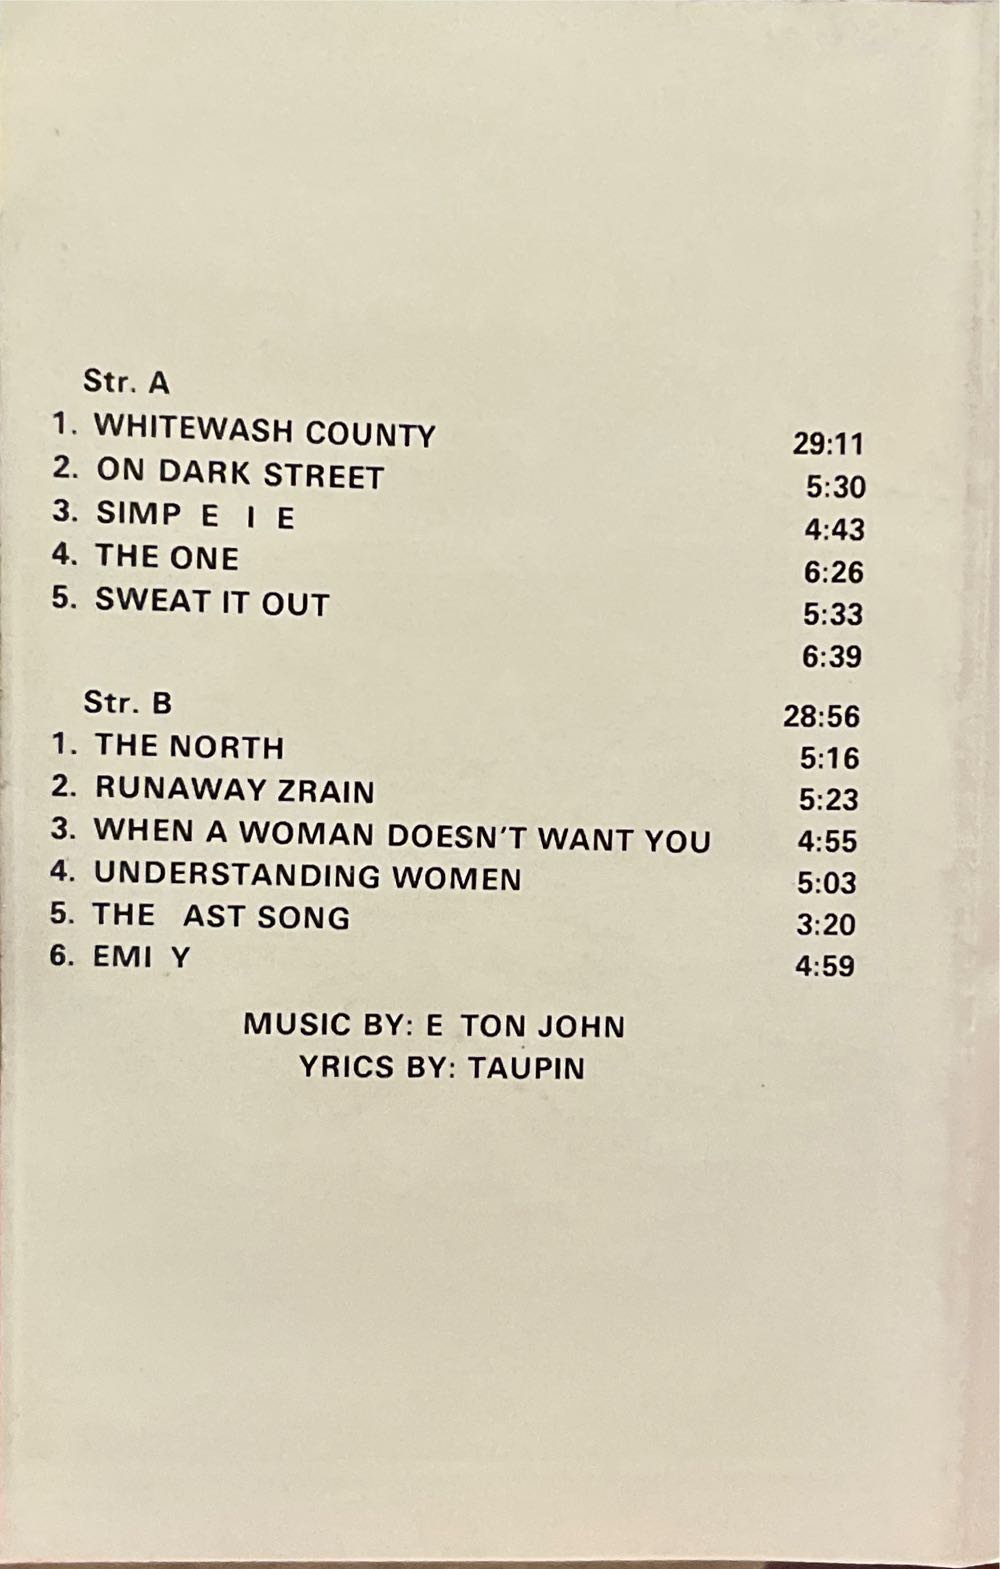 Str. A
1. WHITEWASH COUNTY 29:11
2. ON DARK STREET 5:30
3. SIMP E I E 4:43
4. THE ONE 6:26
5. SWEAT IT OUT 5:33
6:39
Str. B 28:56
1. THE NORTH 5:16
2. RUNAWAY ZRAIN 5:23
3. WHEN A WOMAN DOESN'T WANT YOU 4:55
4. UNDERSTANDING WOMEN 5:03
5. THE AST SONG 3:20
6. EMI Y 4:59
MUSIC BY: E TON JOHN
YRICS BY: TAUPIN